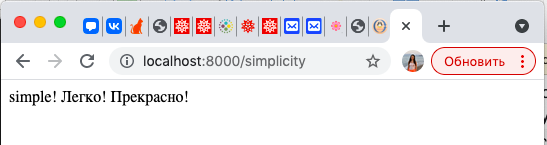 localhost:8000/simplicity
Обновить
simple! Легко! Прекрасно!